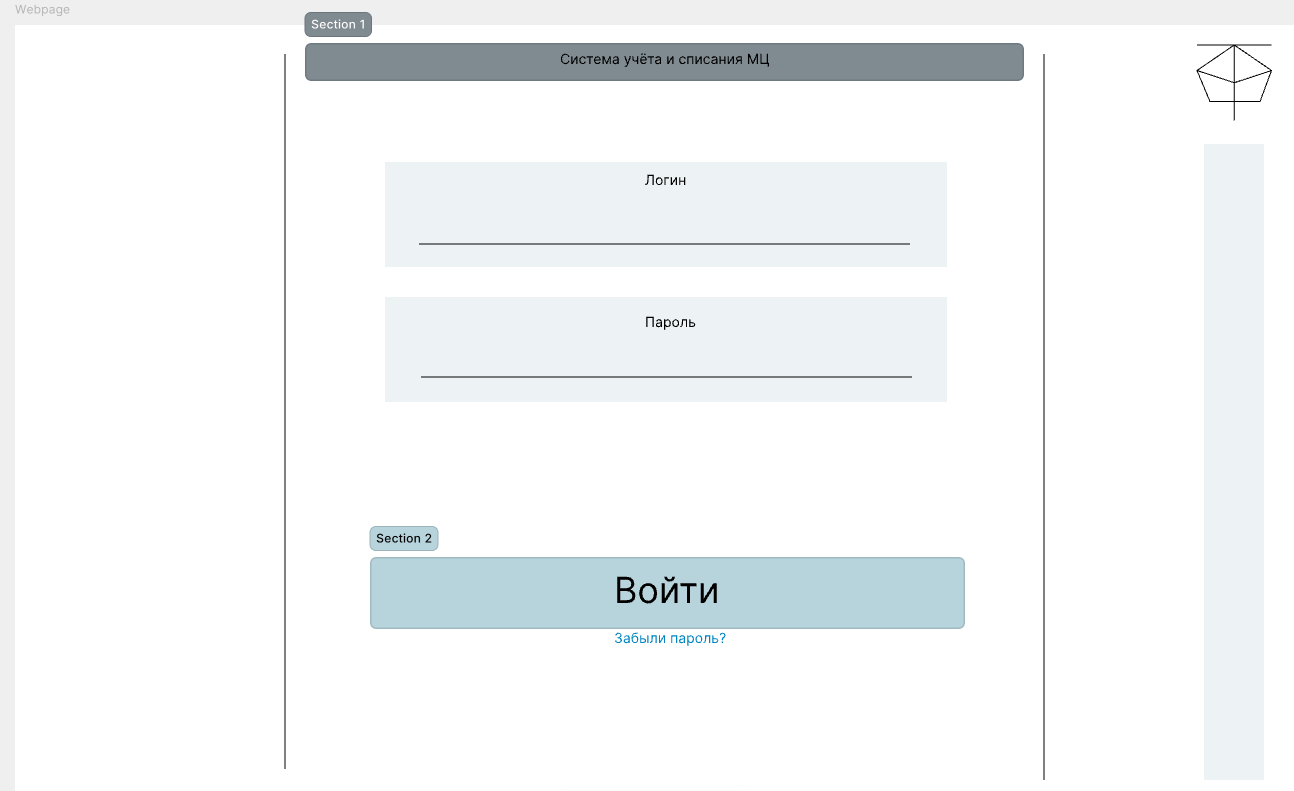 Webpage
Section 1
Система учёта и списания МЦ
Логин
Пароль
Section 2
Войти
Забыли пароль?